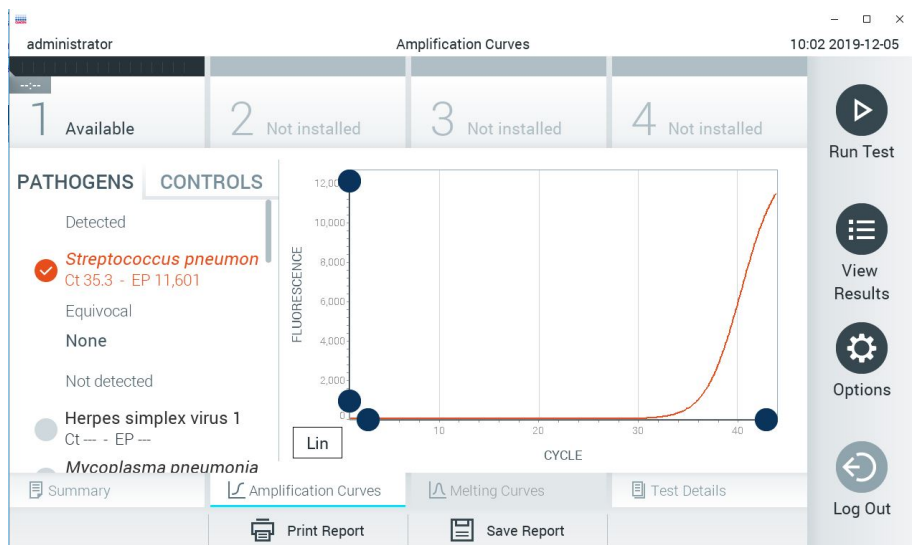 administrator
Amplification Curves
10:02 2019-12-05
--:--
1 Available
2 Not installed
3 Not installed
4 Not installed
Run Test
View
Results
Options
Log Out
PATHOGENS CONTROLS
Detected
Streptococcus pneumon
Ct 35.3 - EP 11,601
Equivocal
None
Not detected
Herpes simplex virus 1
Ct --- - EP ---
Mycoplasma pneumonia
FLUORESCENCE
12,00
10,000
8,000
6,000
4,000
2,000
0
10 20 30 40
CYCLE
Lin
Summary
Amplification Curves
Melting Curves
Test Details
Print Report
Save Report